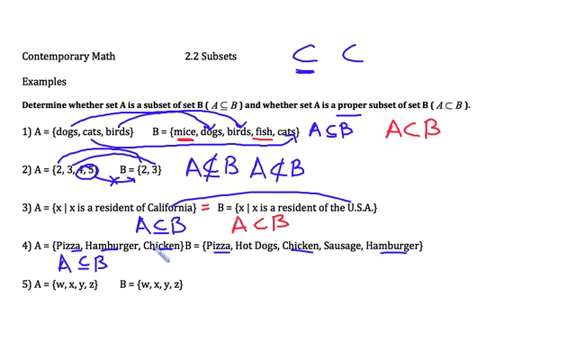 Contemporary Math 2.2 Subsets ⊆ ⊂
Examples
Determine whether set A is a subset of set B ( A ⊆ B ) and whether set A is a proper subset of set B ( A ⊂ B ).
1) A = {dogs, cats, birds} B = {mice, dogs, birds, fish, cats} A ⊆ B A ⊂ B
2) A = {2, 3, 4, 5} B = {2, 3} A ⊈ B A ⊄ B
3) A = {x | x is a resident of California} = B = {x | x is a resident of the U.S.A.}
A ⊆ B A ⊂ B
4) A = {Pizza, Hamburger, Chicken} B = {Pizza, Hot Dogs, Chicken, Sausage, Hamburger}
A ⊆ B
5) A = {w, x, y, z} B = {w, x, y, z}